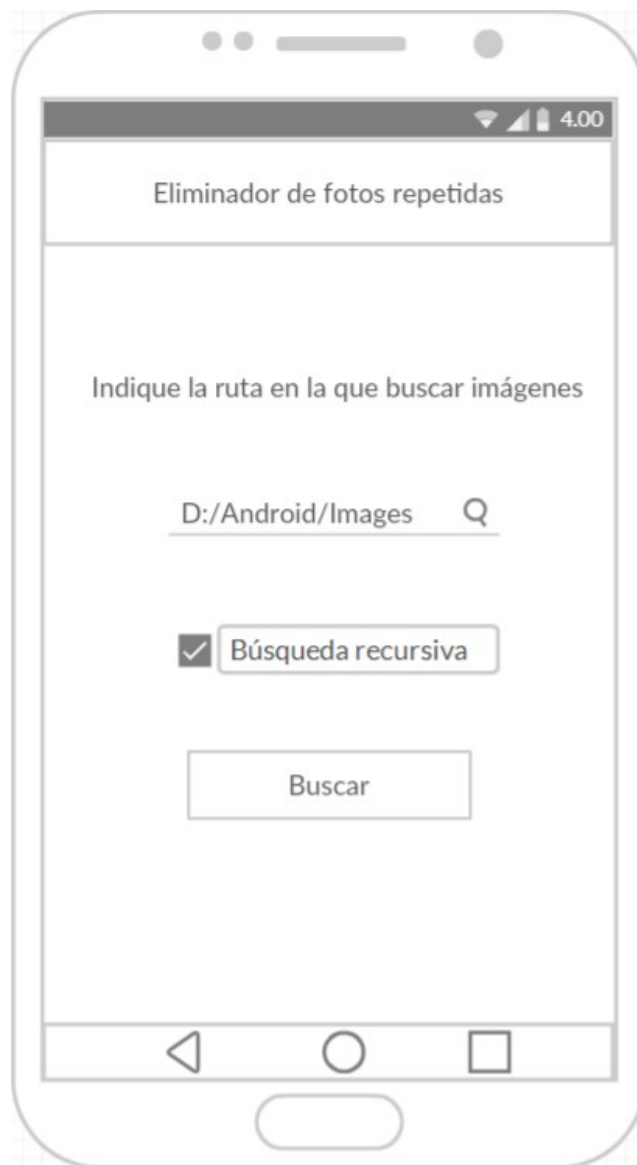 4.00
Eliminador de fotos repetidas
Indique la ruta en la que buscar imágenes
D:/Android/Images
Búsqueda recursiva
Buscar